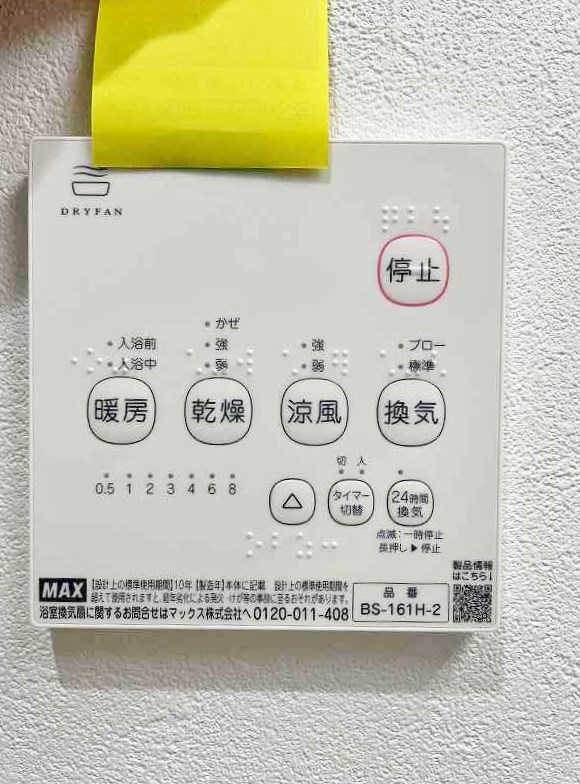 DRYFAN
停止
かぜ
入浴前 強 強 ブロー
入浴中 弱 弱 標準
暖房 乾燥 涼風 換気
切 入
0.5 1 2 3 4 6 8
△ タイマー切替 24時間換気
点滅：一時停止
長押し▶停止
製品情報
はこちら↓
MAX 【設計上の標準使用期間】10年【製造年】本体に記載 設計上の標準使用期間を
超えて使用されますと、経年劣化による発火・けが等の事故に至るおそれがあります。
浴室換気扇に関するお問合せはマックス株式会社へ 0120-011-408
品番
BS-161H-2